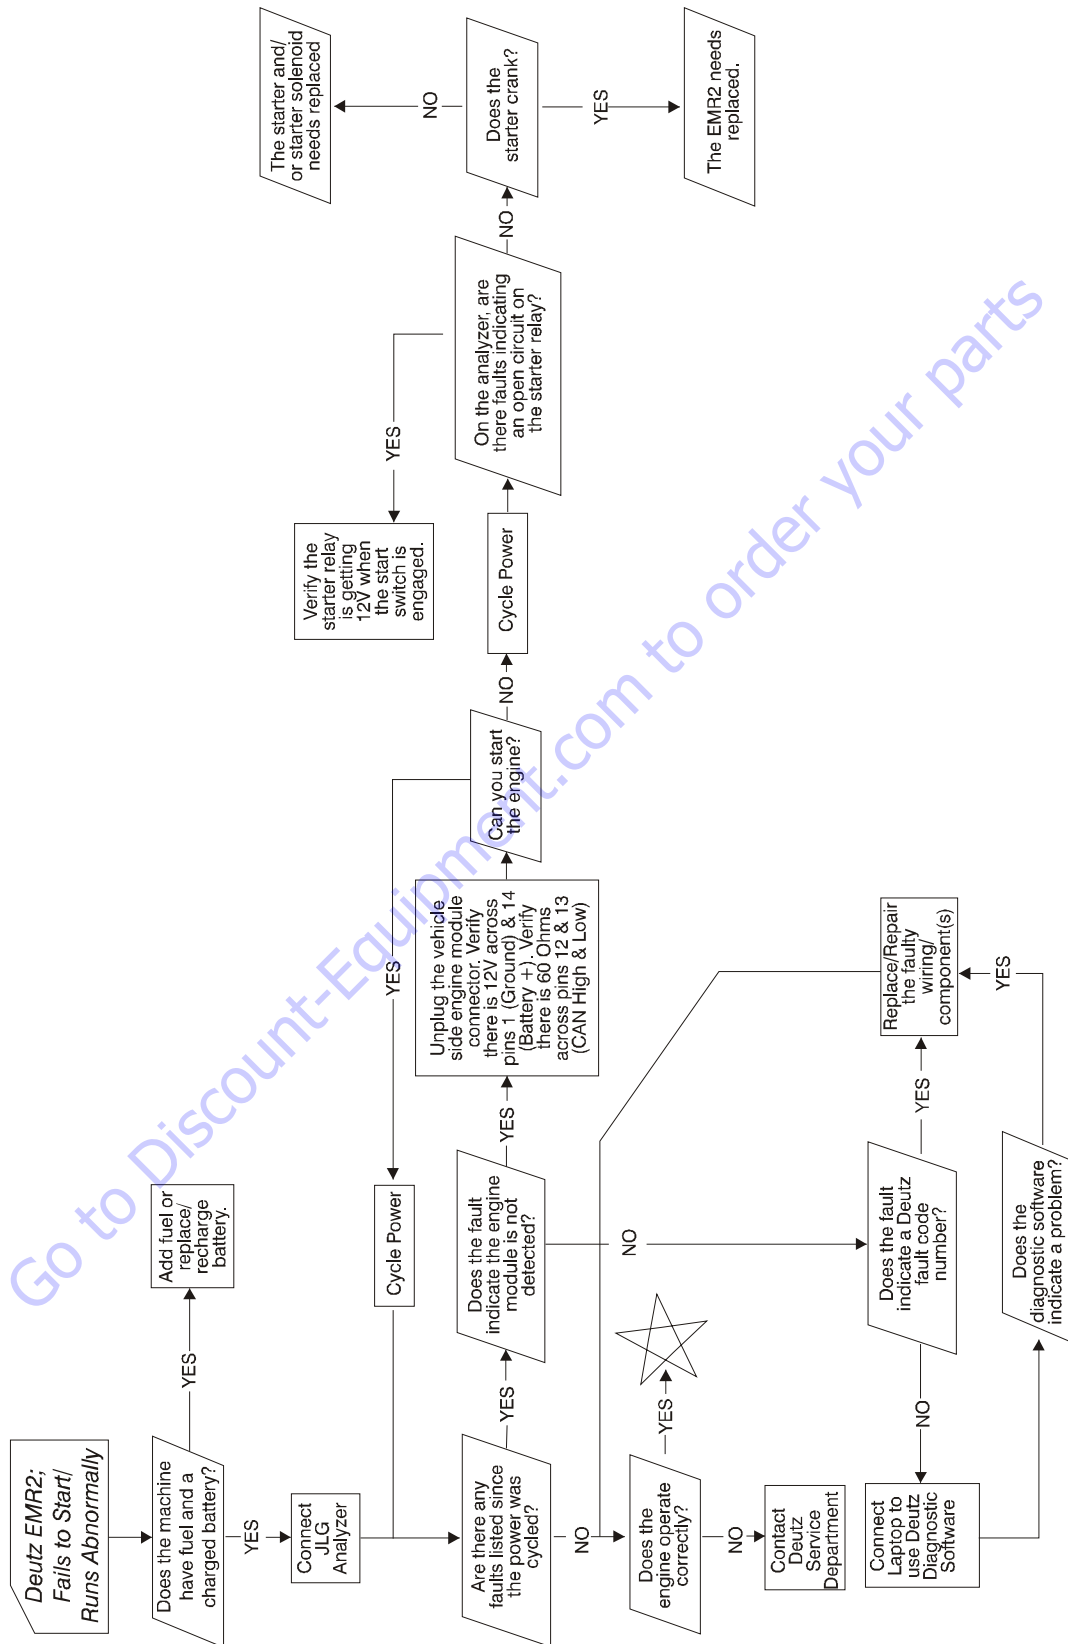 Deutz EMR2;
Fails to Start/
Runs Abnormally
Does the machine
have fuel and a
charged battery?
YES
Add fuel or
replace/
recharge
battery.
YES
Connect
JLG
Analyzer
Cycle Power
YES
Are there any
faults listed since
the power was
cycled?
YES
Does the fault
indicate the engine
module is not
detected?
YES
Unplug the vehicle
side engine module
connector. Verify
there is 12V across
pins 1 (Ground) & 14
(Battery +). Verify
there is 60 Ohms
across pins 12 & 13
(CAN High & Low)
Can you start
the engine?
NO
Cycle Power
Verify the
starter relay
is getting
12V when
the start
switch is
engaged.
YES
On the analyzer, are
there faults indicating
an open circuit on
the starter relay?
NO
Does the
starter crank?
NO
The starter and/
or starter solenoid
needs replaced
YES
The EMR2 needs
replaced.
NO
NO
Does the
engine operate
correctly?
YES
NO
Contact
Deutz
Service
Department
Does the fault
indicate a Deutz
fault code
number?
YES
Replace/Repair
the faulty
wiring/
component(s)
NO
Connect
Laptop to
use Deutz
Diagnostic
Software
Does the
diagnostic software
indicate a problem?
YES
Go to Discount-Equipment.com to order your parts